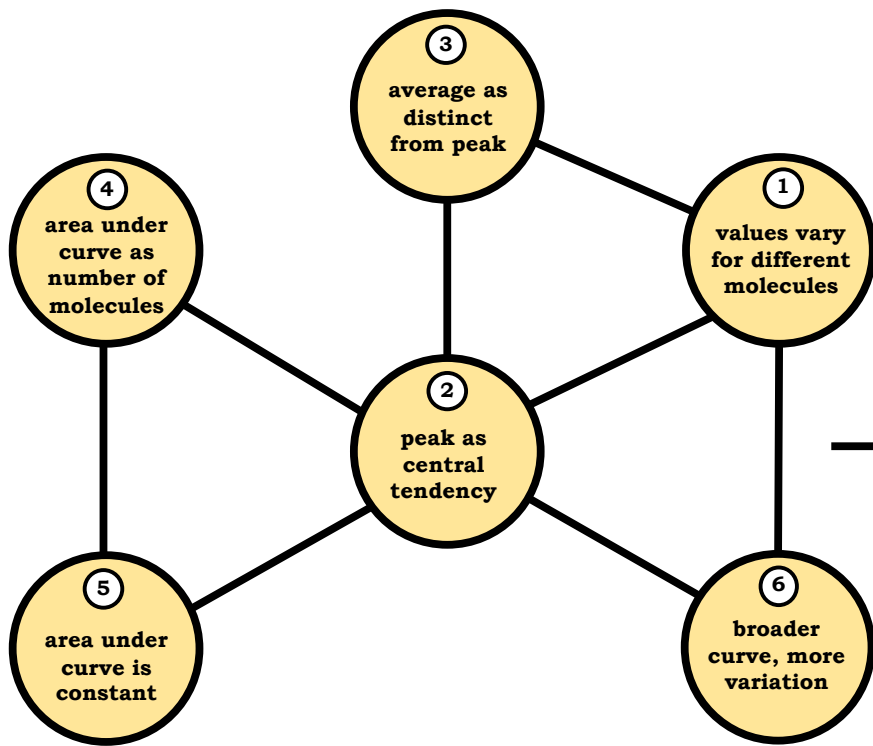 3
average as
distinct
from peak
4
area under
curve as
number of
molecules
1
values vary
for different
molecules
2
peak as
central
tendency
5
area under
curve is
constant
6
broader
curve, more
variation